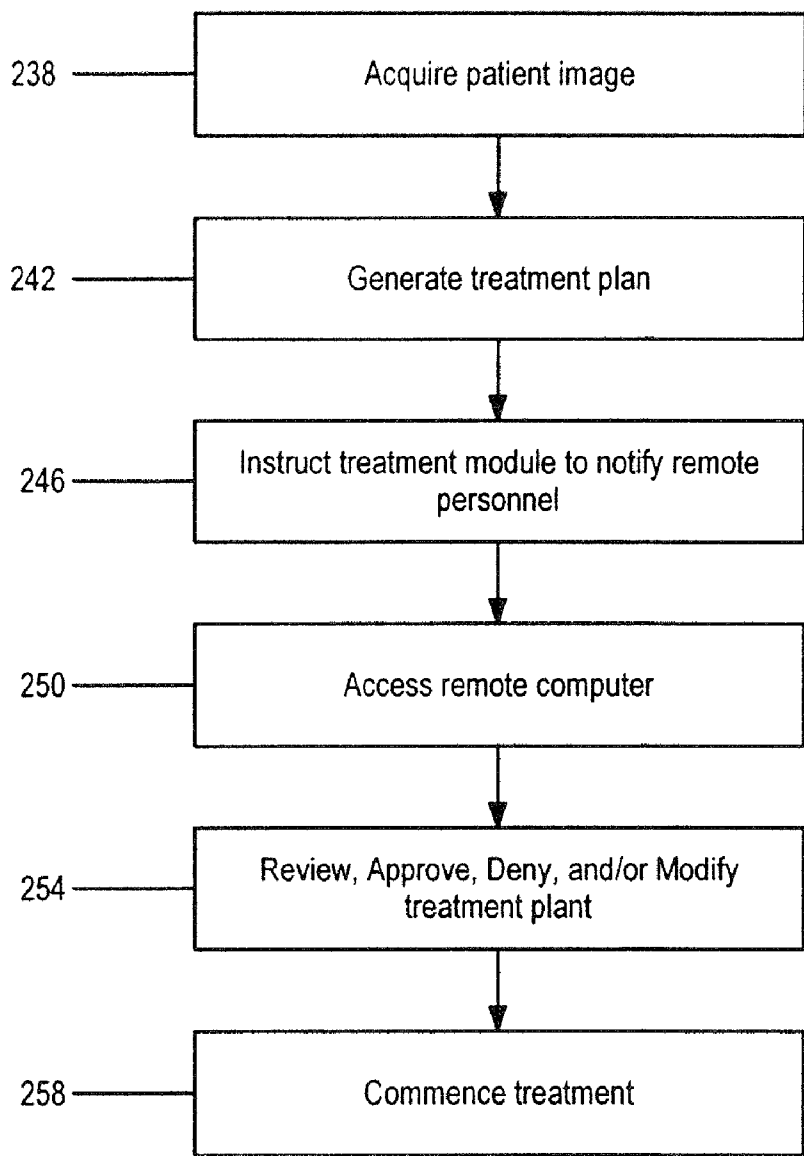 238
Acquire patient image
242
Generate treatment plan
246
Instruct treatment module to notify remote
personnel
250
Access remote computer
254
Review, Approve, Deny, and/or Modify
treatment plant
258
Commence treatment